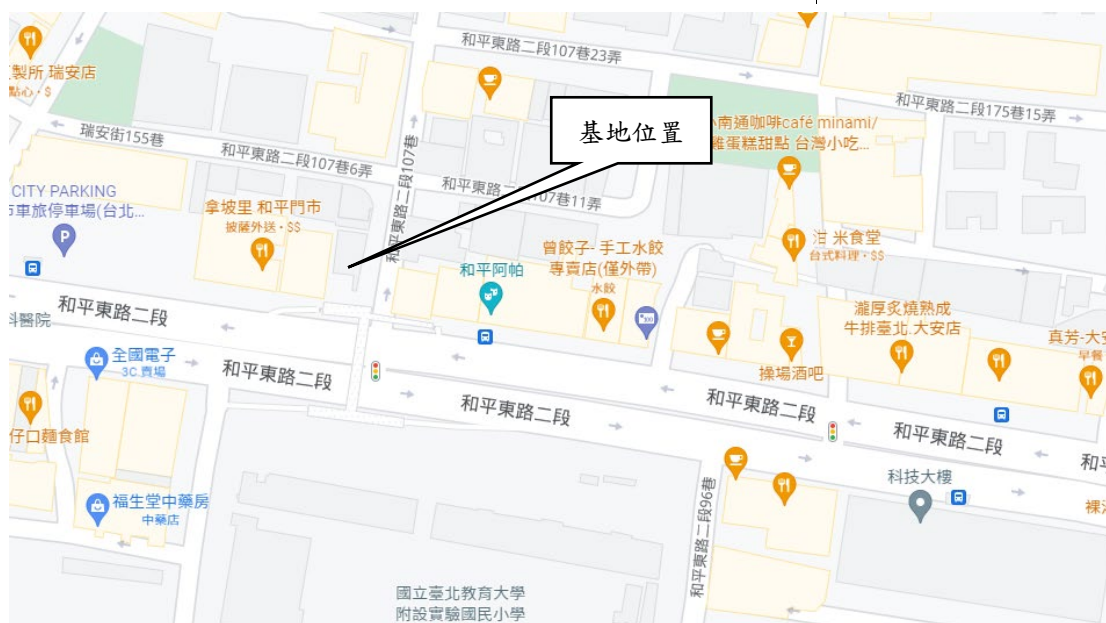 和平東路二段107巷23弄
製所 瑞安店
點心·$
和平東路二段175巷15弄
基地位置
小南通咖啡café minami/
雞蛋糕甜點 台灣小吃...
瑞安街155巷
和平東路二段107巷6弄
和平東路二段107巷
和平東路二
07巷11弄
CITY PARKING
市車旅停車場(台北...
拿坡里 和平門市
披薩外送·$$
米食堂
台式料理·$$
曾餃子- 手工水餃
專賣店(僅外帶)
水餃
和平阿帕
和平東路二段
科醫院
瀧厚炙燒熟成
牛排臺北.大安店
真芳-大安
早餐
全國電子
3C 賣場
和平東路二段
操場酒吧
和平東路二段
和平東路二段
和平東路二段
和平
仔口麵食館
科技大樓
裸
福生堂中藥房
中藥店
和平東路二段96巷
國立臺北教育大學
附設實驗國民小學